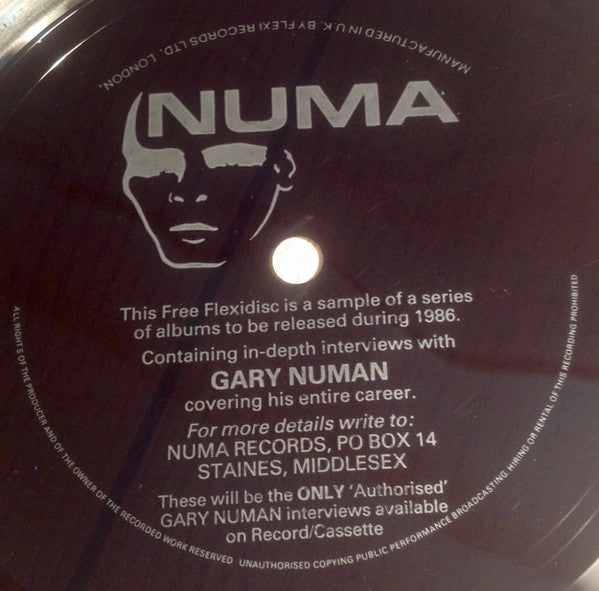 MANUFACTURED IN U.K. BY FLEXI RECORDS LTD. LONDON.
NUMA
This Free Flexidisc is a sample of a series
of albums to be released during 1986.
Containing in-depth interviews with
GARY NUMAN
covering his entire career.
For more details write to:
NUMA RECORDS, PO BOX 14
STAINES, MIDDLESEX
These will be the ONLY 'Authorised'
GARY NUMAN interviews available
on Record/Cassette
ALL RIGHTS OF THE PRODUCER AND OF THE OWNER OF THE RECORDED WORK RESERVED UNAUTHORISED COPYING PUBLIC PERFORMANCE BROADCASTING. HIRING OR RENTAL OF THIS RECORDING PROHIBITED